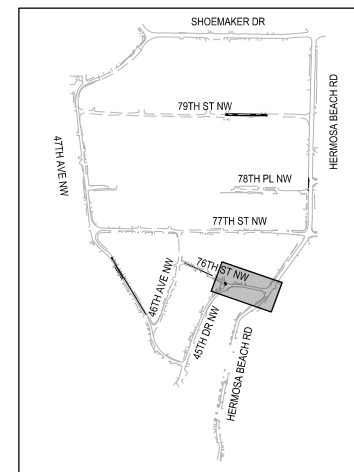 SHOEMAKER DR
HERMOSA BEACH RD
79TH ST NW
47TH AVE NW
78TH PL NW
77TH ST NW
76TH ST NW
46TH AVE NW
45TH DR NW
HERMOSA BEACH RD